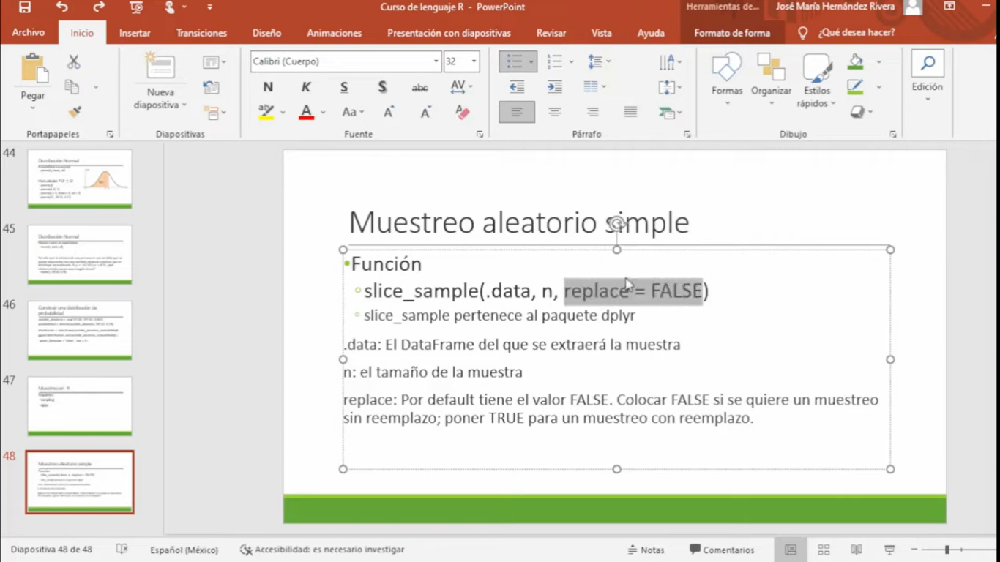 Curso de lenguaje R - PowerPoint
Herramientas de...
José María Hernández Rivera
Archivo
Inicio
Insertar
Transiciones
Diseño
Animaciones
Presentación con diapositivas
Revisar
Vista
Ayuda
Formato de forma
¿Qué desea hacer?
Pegar
Nueva
diapositiva
Calibri (Cuerpo)
32
N
K
S
S
abc
AV
A
Aa
A
A
Formas
Organizar
Estilos
rápidos
Edición
Portapapeles
Diapositivas
Fuente
Párrafo
Dibujo
44
Distribución Normal
45
Distribución Normal
46
Construir una distribución de
probabilidad
47
Muestreo en R
48
Muestreo aleatorio simple
Muestreo aleatorio simple
•Función
slice_sample(.data, n, replace = FALSE)
slice_sample pertenece al paquete dplyr
.data: El DataFrame del que se extraerá la muestra
n: el tamaño de la muestra
replace: Por default tiene el valor FALSE. Colocar FALSE si se quiere un muestreo
sin reemplazo; poner TRUE para un muestreo con reemplazo.
Diapositiva 48 de 48
Español (México)
Accesibilidad: es necesario investigar
Notas
Comentarios